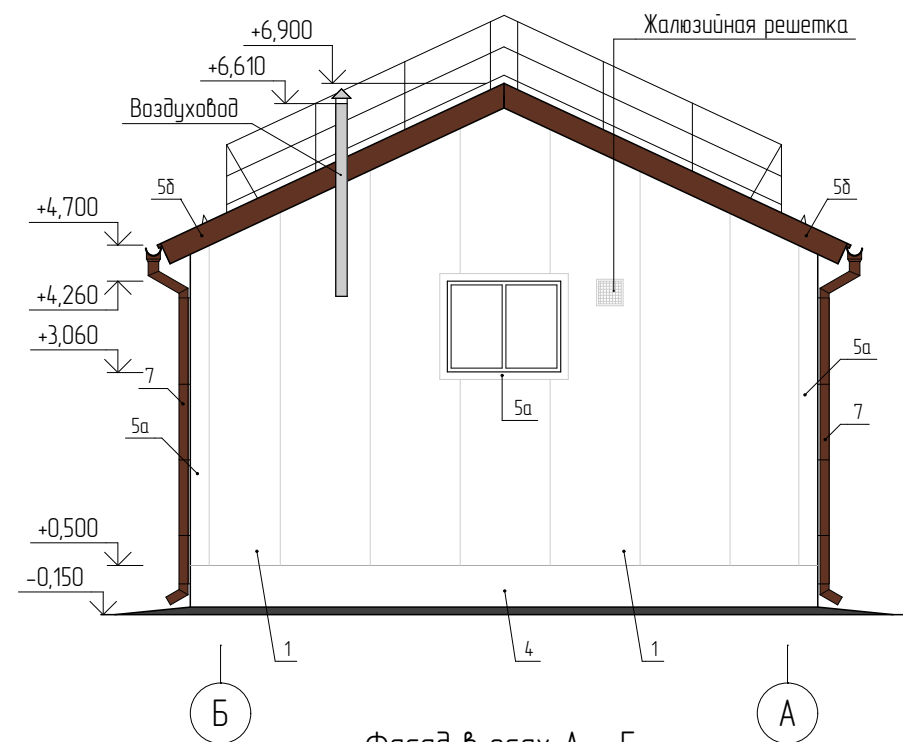 +6,900
Жалюзийная решетка
+6,610
Воздуховод
5б
5б
+4,700
+4,260
+3,060
5а
7
5а
7
5а
+0,500
-0,150
1
4
1
Б
А